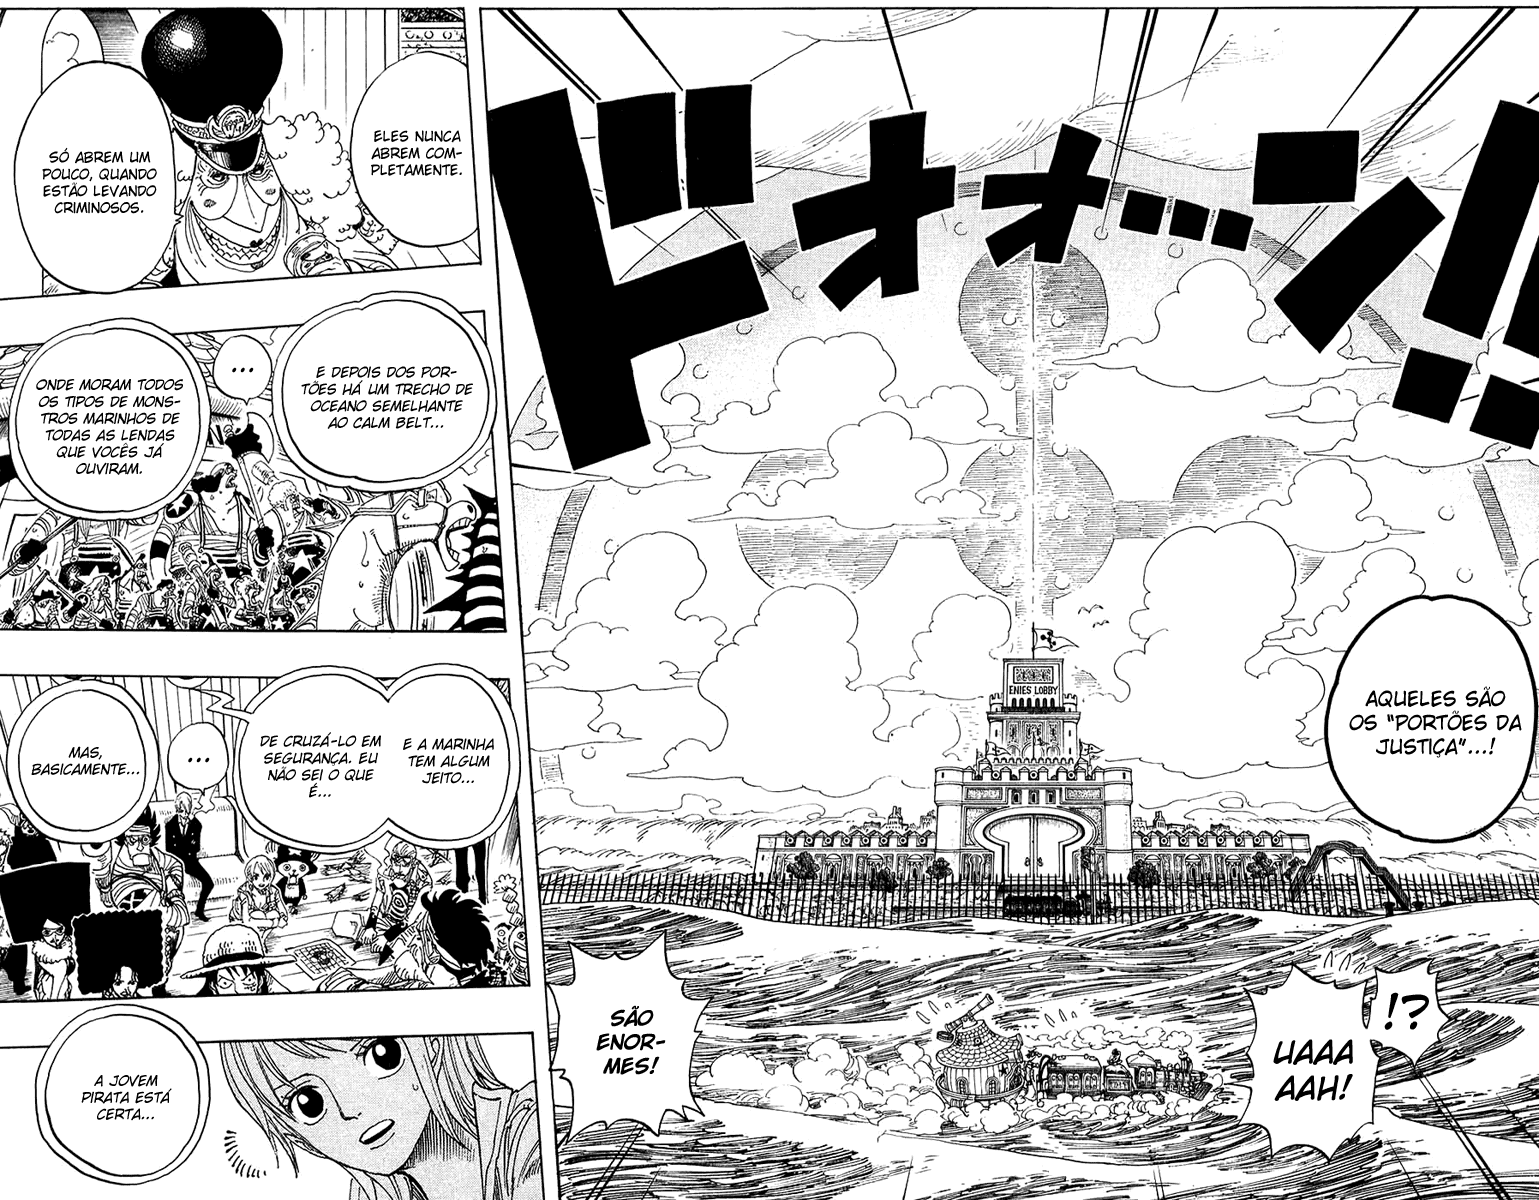 ドオオ…ン!!
AQUELES SÃO
OS "PORTÕES DA
JUSTIÇA"...!
ENIES LOBBY
!?
UAAA
AAH!
SÃO
ENOR-
MES!
ELES NUNCA
ABREM COM-
PLETAMENTE.
SÓ ABREM UM
POUCO, QUANDO
ESTÃO LEVANDO
CRIMINOSOS.
E DEPOIS DOS POR-
TÕES HÁ UM TRECHO DE
OCEANO SEMELHANTE
AO CALM BELT...
...
ONDE MORAM TODOS
OS TIPOS DE MONS-
TROS MARINHOS DE
TODAS AS LENDAS
QUE VOCÊS JÁ
OUVIRAM.
E A MARINHA
TEM ALGUM
JEITO...
DE CRUZÁ-LO EM
SEGURANÇA. EU
NÃO SEI O QUE
É...
...
MAS,
BASICAMENTE...
A JOVEM
PIRATA ESTÁ
CERTA...